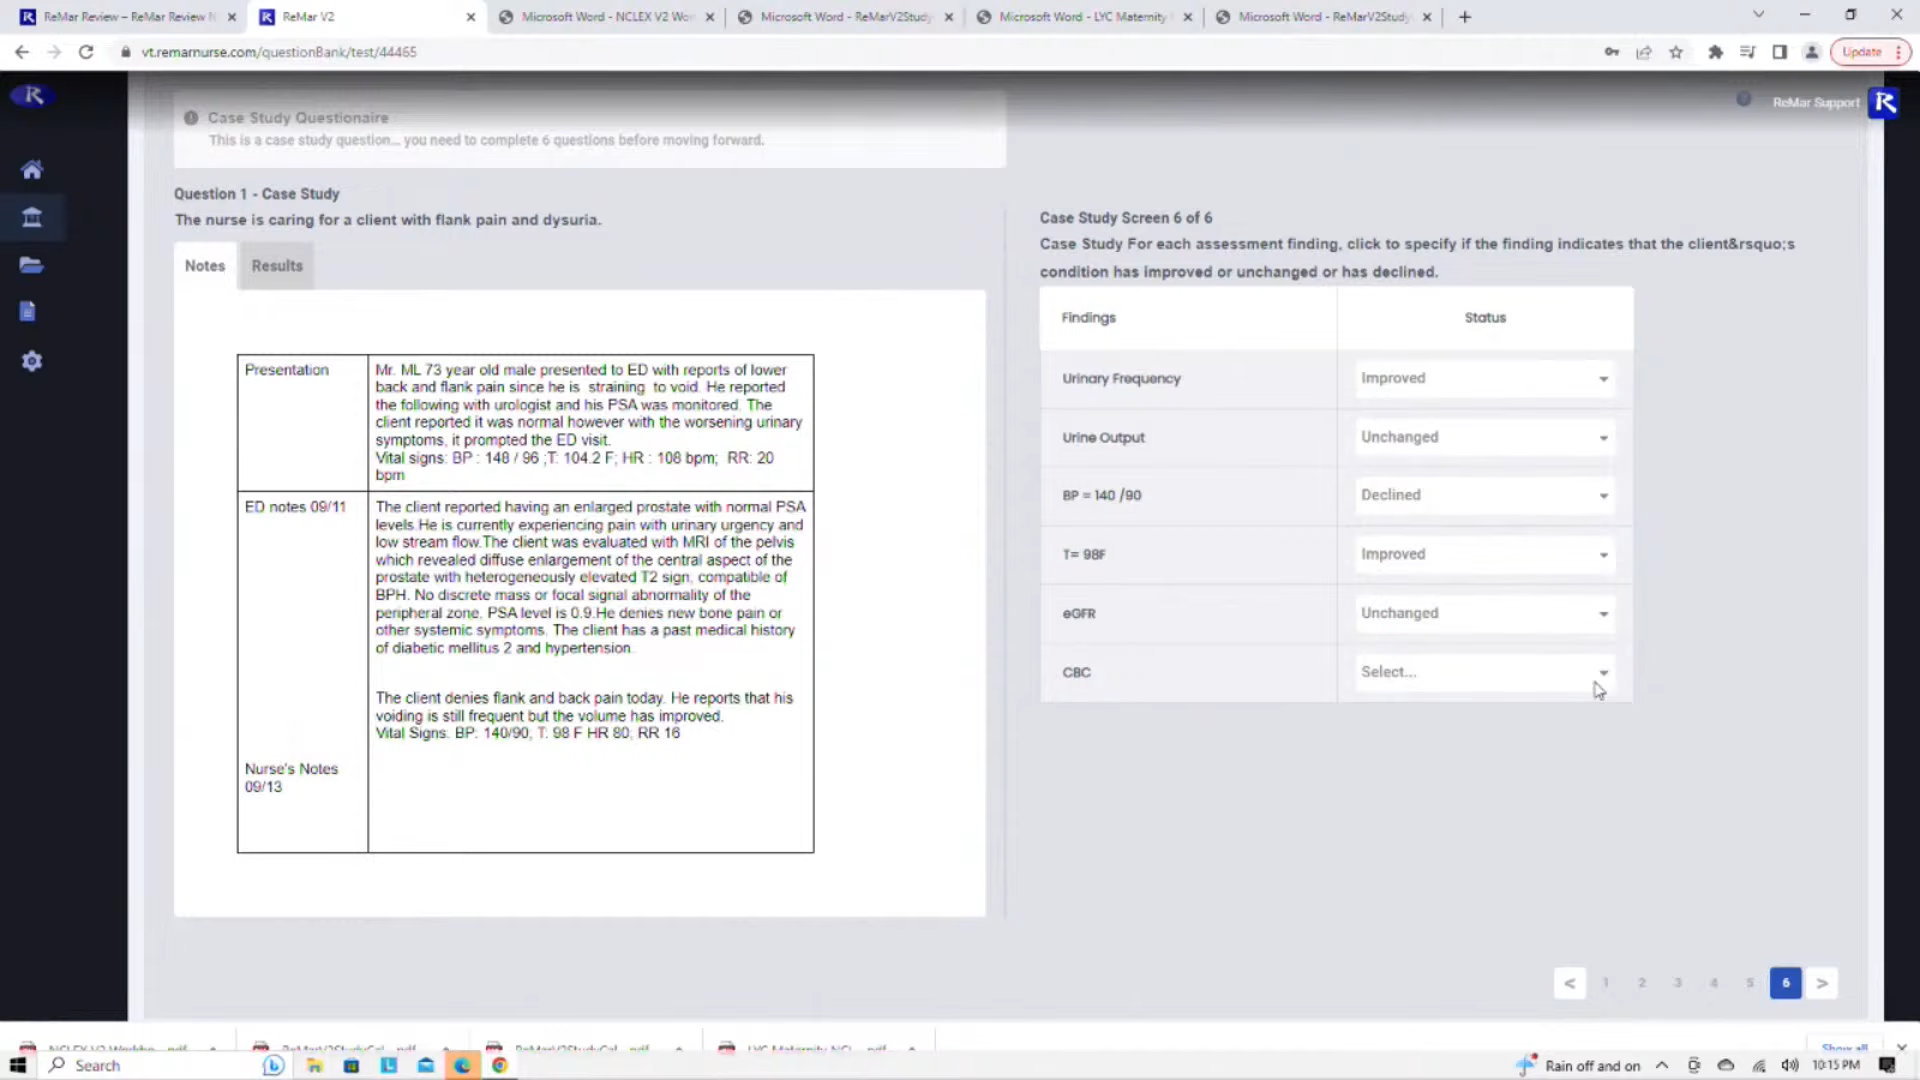 ReMar Review – ReMar Review N
ReMar V2
Microsoft Word - NCLEX V2 Wor
Microsoft Word - ReMarV2Study
Microsoft Word - LYC Maternity
Microsoft Word - ReMarV2Study
vt.remarnurse.com/questionBank/test/44465
Update
R
ReMar Support
R
Case Study Questionaire
This is a case study question... you need to complete 6 questions before moving forward.
Question 1 - Case Study
The nurse is caring for a client with flank pain and dysuria.
Notes
Results
Presentation
Mr. ML 73 year old male presented to ED with reports of lower
back and flank pain since he is straining to void. He reported
the following with urologist and his PSA was monitored. The
client reported it was normal however with the worsening urinary
symptoms, it prompted the ED visit.
Vital signs: BP : 148 / 96 ;T: 104.2 F; HR : 108 bpm; RR: 20
bpm
ED notes 09/11
The client reported having an enlarged prostate with normal PSA
levels.He is currently experiencing pain with urinary urgency and
low stream flow.The client was evaluated with MRI of the pelvis
which revealed diffuse enlargement of the central aspect of the
prostate with heterogeneously elevated T2 sign, compatible of
BPH. No discrete mass or focal signal abnormality of the
peripheral zone, PSA level is 0.9.He denies new bone pain or
other systemic symptoms. The client has a past medical history
of diabetic mellitus 2 and hypertension.
The client denies flank and back pain today. He reports that his
voiding is still frequent but the volume has improved.
Vital Signs. BP: 140/90, T: 98 F HR 80; RR 16
Nurse's Notes
09/13
Case Study Screen 6 of 6
Case Study For each assessment finding, click to specify if the finding indicates that the client&rsquo;s
condition has improved or unchanged or has declined.
Findings
Status
Urinary Frequency
Improved
Urine Output
Unchanged
BP = 140 /90
Declined
T= 98F
Improved
eGFR
Unchanged
CBC
Select...
< 1 2 3 4 5 6 >
Show all
Search
Rain off and on
10:15 PM